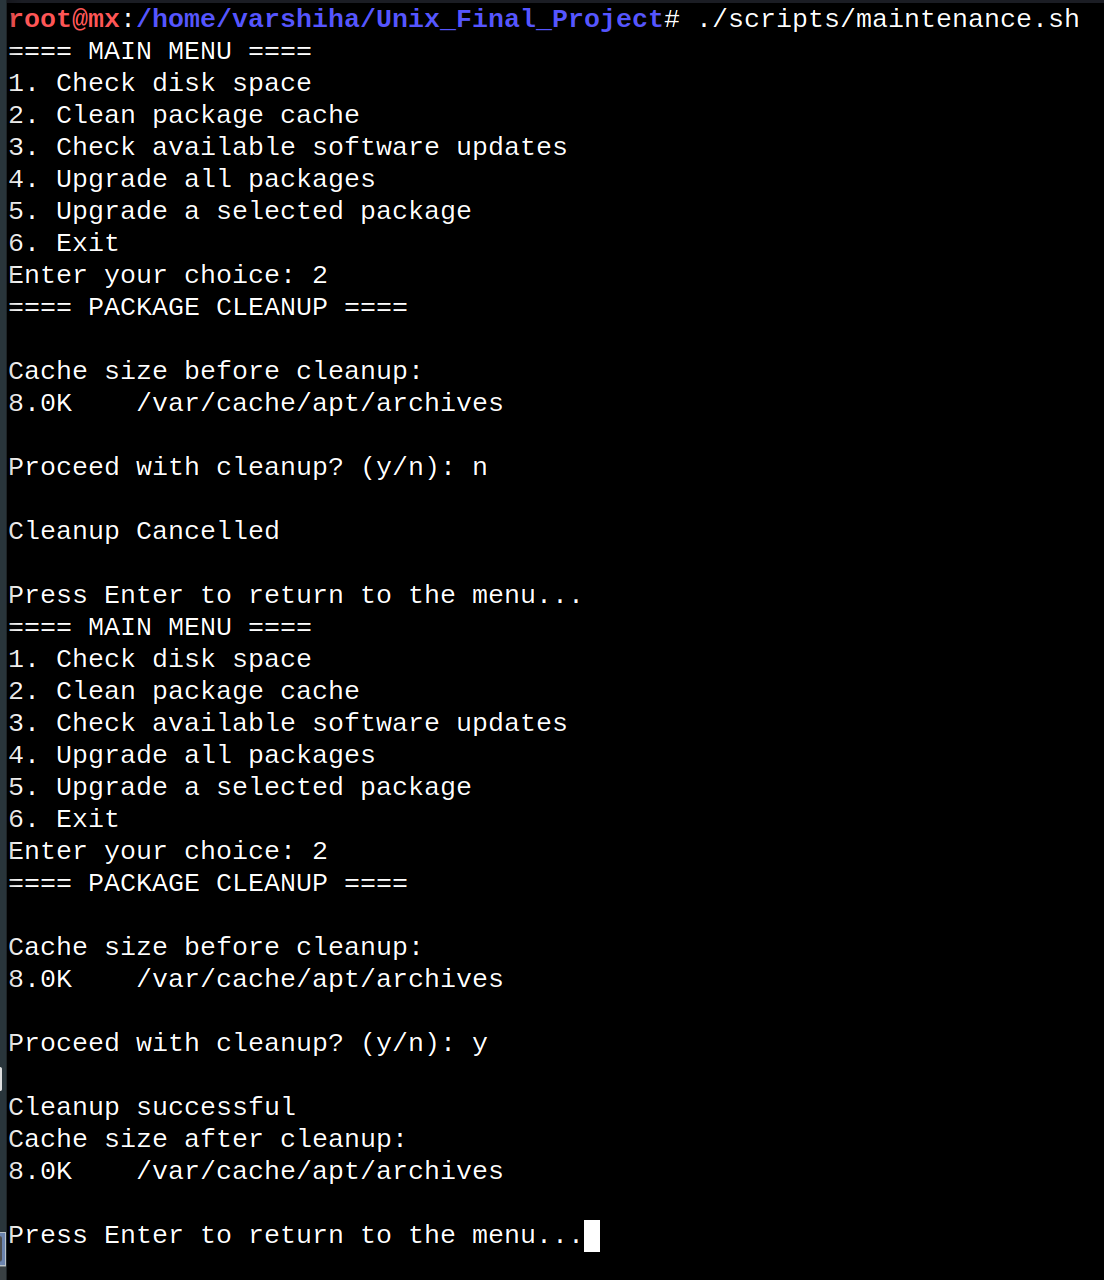 root@mx:/home/varshiha/Unix_Final_Project# ./scripts/maintenance.sh
==== MAIN MENU ====
1. Check disk space
2. Clean package cache
3. Check available software updates
4. Upgrade all packages
5. Upgrade a selected package
6. Exit
Enter your choice: 2
==== PACKAGE CLEANUP ====

Cache size before cleanup:
8.0K    /var/cache/apt/archives

Proceed with cleanup? (y/n): n

Cleanup Cancelled

Press Enter to return to the menu...
==== MAIN MENU ====
1. Check disk space
2. Clean package cache
3. Check available software updates
4. Upgrade all packages
5. Upgrade a selected package
6. Exit
Enter your choice: 2
==== PACKAGE CLEANUP ====

Cache size before cleanup:
8.0K    /var/cache/apt/archives

Proceed with cleanup? (y/n): y

Cleanup successful
Cache size after cleanup:
8.0K    /var/cache/apt/archives

Press Enter to return to the menu...